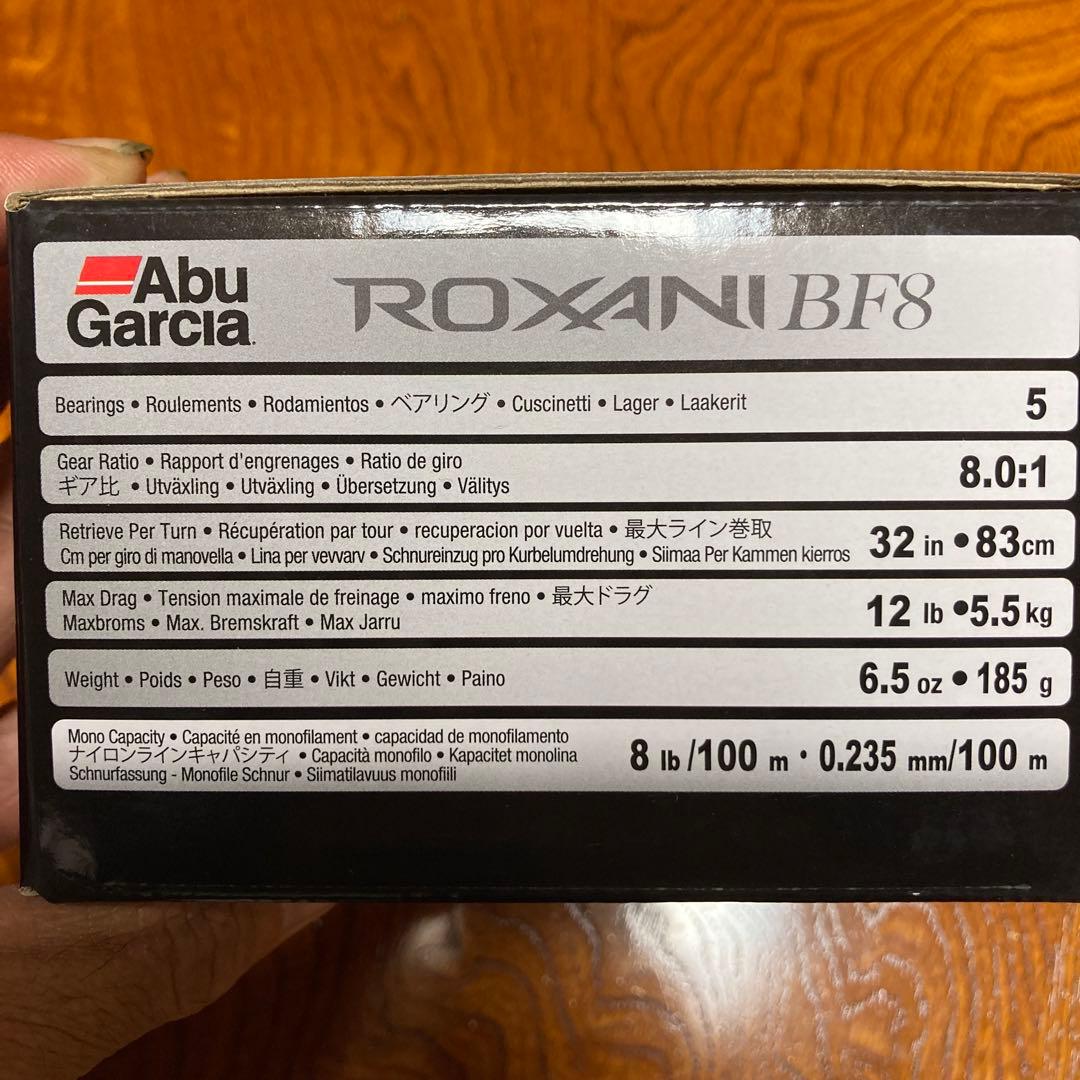 Abu
Garcia
ROXANI BF8
Bearings • Roulements • Rodamientos • ベアリング • Cuscinetti • Lager • Laakerit 5
Gear Ratio • Rapport d'engrenages • Ratio de giro
ギア比 • Utväxling • Utväxling • Übersetzung • Välitys
8.0:1
Retrieve Per Turn • Récupération par tour • recuperacion por vuelta • 最大ライン巻取
Cm per giro di manovella • Lina per vevvarv • Schnureinzug pro Kurbelumdrehung • Siimaa Per Kammen kierros
32 in • 83cm
Max Drag • Tension maximale de freinage • maximo freno • 最大ドラグ
Maxbroms • Max. Bremskraft • Max Jarru
12 lb • 5.5 kg
Weight • Poids • Peso • 自重 • Vikt • Gewicht • Paino 6.5 oz • 185 g
Mono Capacity • Capacité en monofilament • capacidad de monofilamento
ナイロンラインキャパシティ • Capacità monofilo • Kapacitet monolina
Schnurfassung - Monofile Schnur • Siimatilavuus monofiili
8 lb /100 m · 0.235 mm/100 m